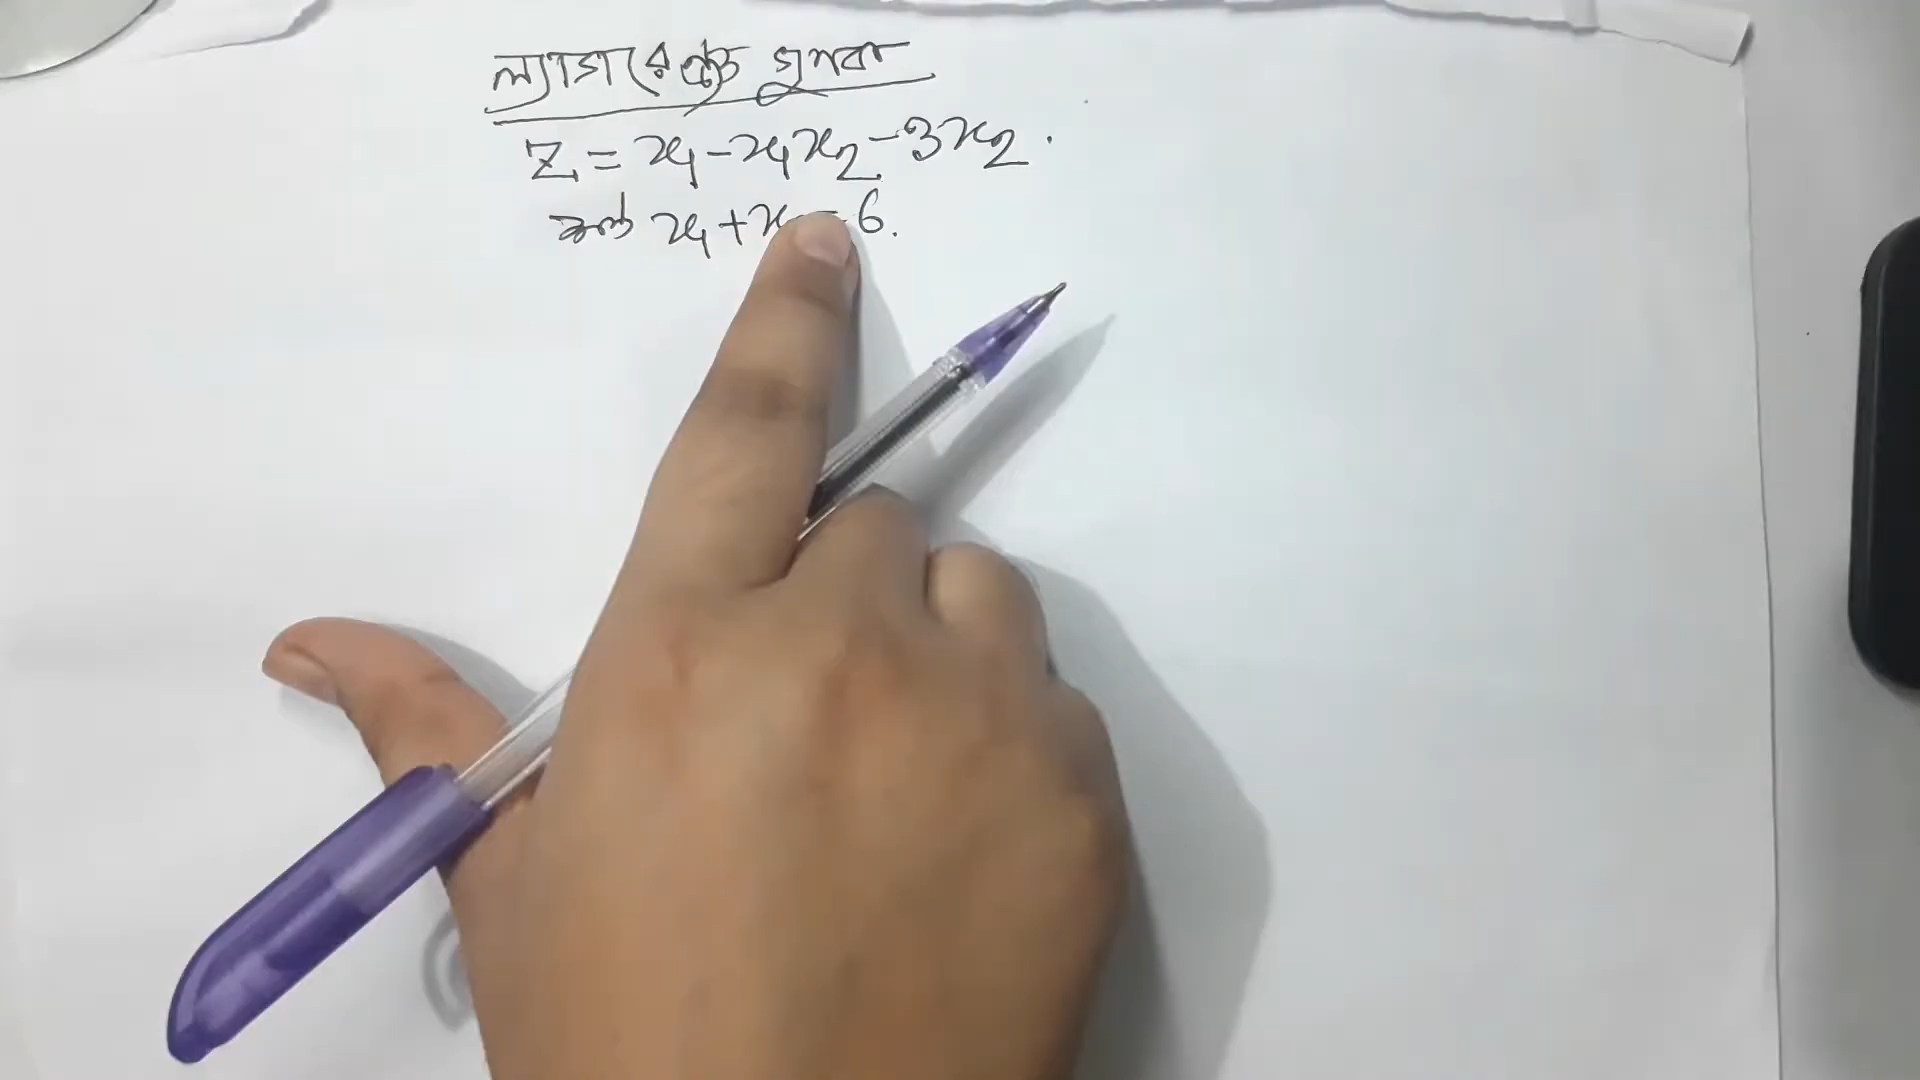 ল্যাগরেঞ্জ গুণক
Z = x₁ - x₁x₂ - 3x₂.
x₁ + x = 6.